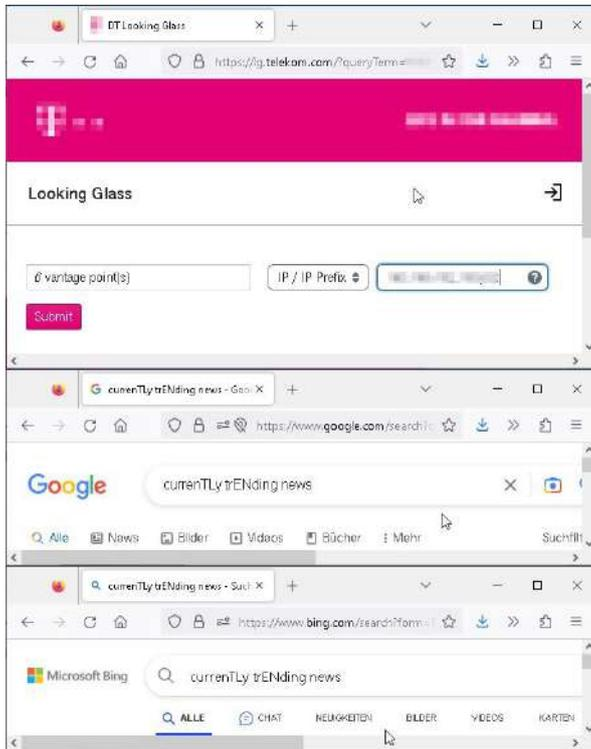 DT Looking Glass
https://lg.telekom.com/?queryTerm=
Looking Glass
6 vantage point(s)
IP / IP Prefix
Submit
currenTLy trENding news - Goo
https://www.google.com/search?
Google
currenTLy trENding news
Alle News Bilder Videos Bücher Mehr Suchfilt
currenTLy trENding news - Such
https://www.bing.com/search?form=
Microsoft Bing
currenTLy trENding news
ALLE CHAT NEUIGKEITEN BILDER VIDEOS KARTEN